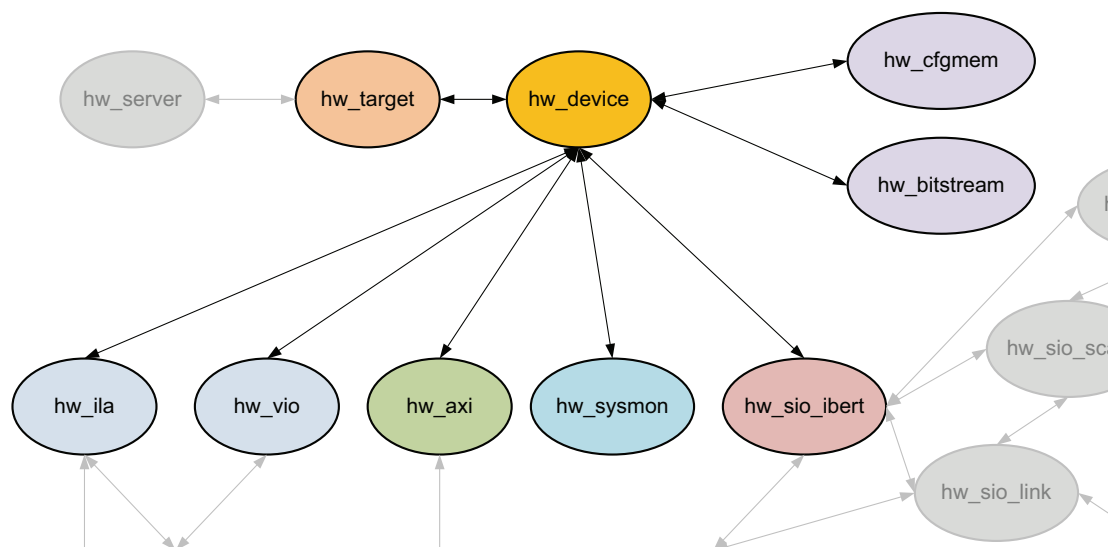 hw_cfgmem
hw_server
hw_target
hw_device
hw_bitstream
hw_ila
hw_vio
hw_axi
hw_sysmon
hw_sio_ibert
hw_sio_link